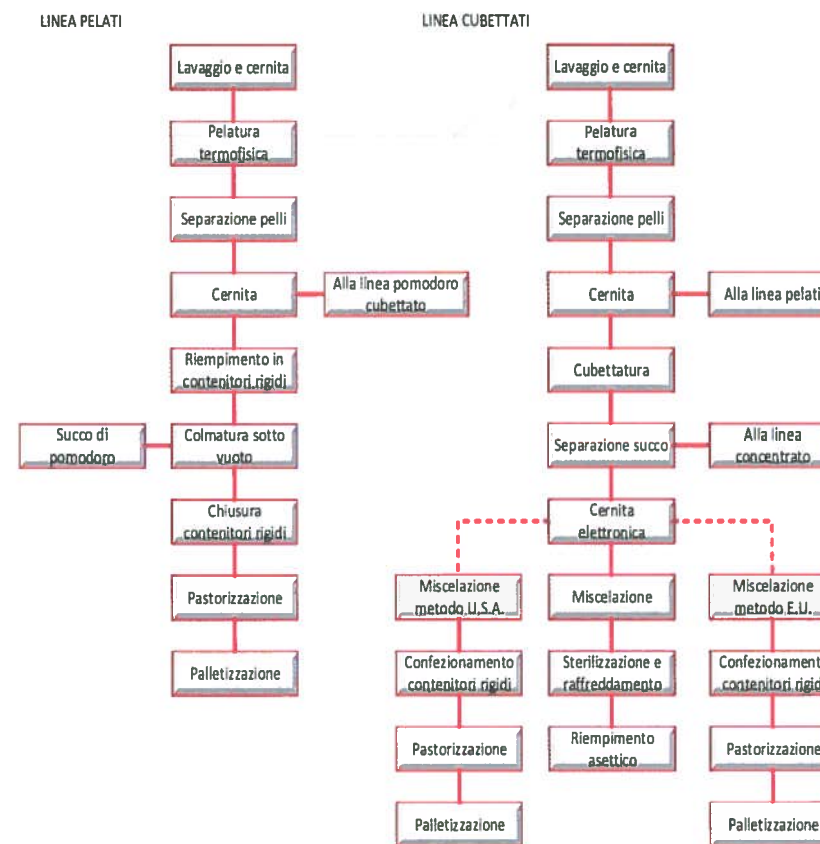 LINEA PELATI
Lavaggio e cernita
Pelatura
termofisica
Separazione pelli
Cernita
Alla linea pomodoro
cubettato
Riempimento in
contenitori rigidi
Succo di
pomodoro
Colmatura sotto
vuoto
Chiusura
contenitori rigidi
Pastorizzazione
Palletizzazione
LINEA CUBETTATI
Lavaggio e cernita
Pelatura
termofisica
Separazione pelli
Cernita
Alla linea pelati
Cubettatura
Separazione succo
Alla linea
concentrato
Cernita
elettronica
Miscelazione
metodo U.S.A.
Confezionamento
contenitori rigidi
Pastorizzazione
Palletizzazione
Miscelazione
Sterilizzazione e
raffreddamento
Riempimento
asettico
Miscelazione
metodo E.U.
Confezionament
contenitori rigid
Pastorizzazione
Palletizzazione